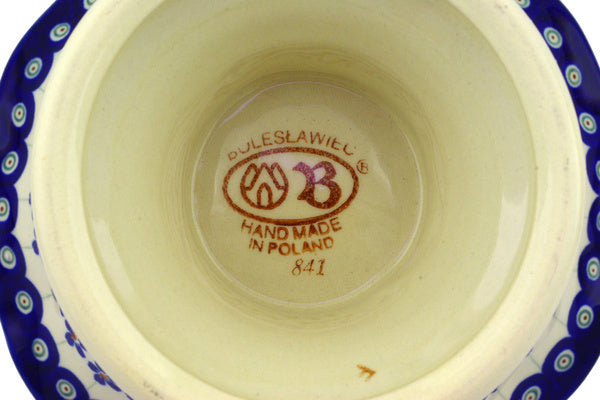 BOLESŁAWIEC
B ®
HAND MADE
IN POLAND
841